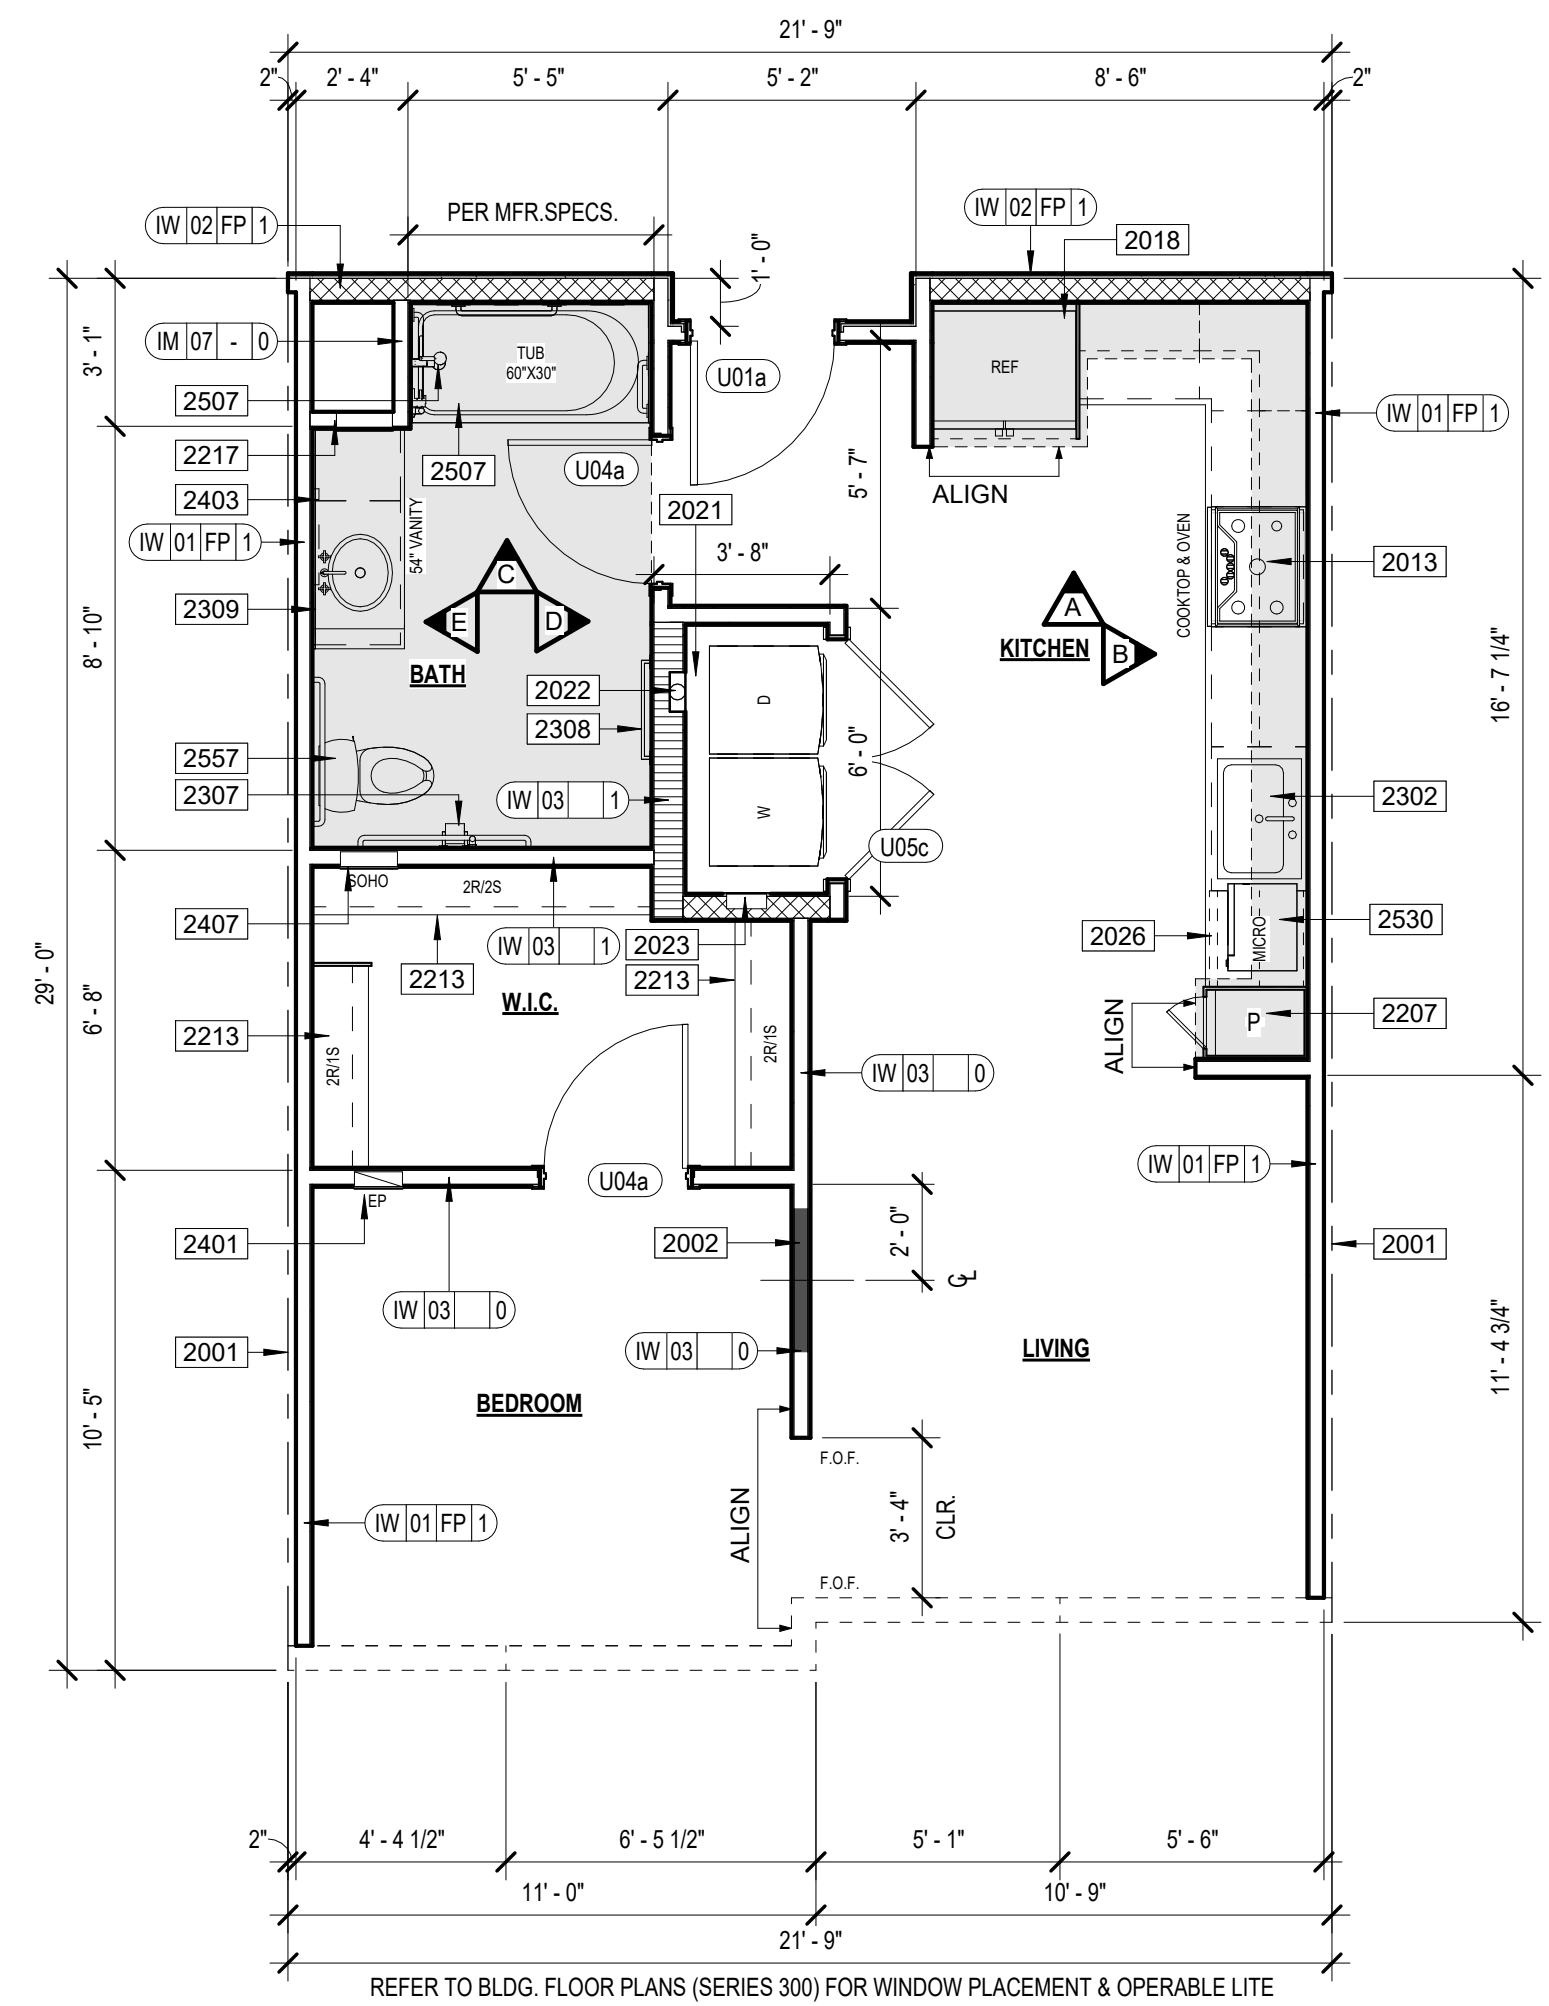 21' - 9"
2" 2' - 4" 5' - 5" 5' - 2" 8' - 6" 2"
PER MFR.SPECS.
IW 02 FP 1
IW 02 FP 1
2018
1' - 0"
3' - 1"
IM 07 - 0
TUB
60"X30"
U01a
REF
2507
IW 01 FP 1
2217
2507
U04a
5' - 7"
ALIGN
2403
54" VANITY
2021
COOKTOP & OVEN
IW 01 FP 1
3' - 8"
2013
C
2309
E
D
A
8' - 10"
BATH
KITCHEN
B
16' - 7 1/4"
2022
D
2308
2557
6' - 0"
2307
IW 03 1
W
2302
U05c
SOHO
2R/2S
2407
IW 03 1
2023
2026
MICRO
2530
29' - 0"
2213
2213
W.I.C.
6' - 8"
2213
2R/1S
2R/1S
ALIGN
P
2207
IW 03 0
IW 01 FP 1
U04a
EP
2401
2002
2' - 0"
CL
2001
IW 03 0
2001
IW 03 0
LIVING
11' - 4 3/4"
BEDROOM
10' - 5"
F.O.F.
IW 01 FP 1
ALIGN
3' - 4"
CLR.
F.O.F.
2" 4' - 4 1/2" 6' - 5 1/2" 5' - 1" 5' - 6"
11' - 0" 10' - 9"
21' - 9"
REFER TO BLDG. FLOOR PLANS (SERIES 300) FOR WINDOW PLACEMENT & OPERABLE LITE